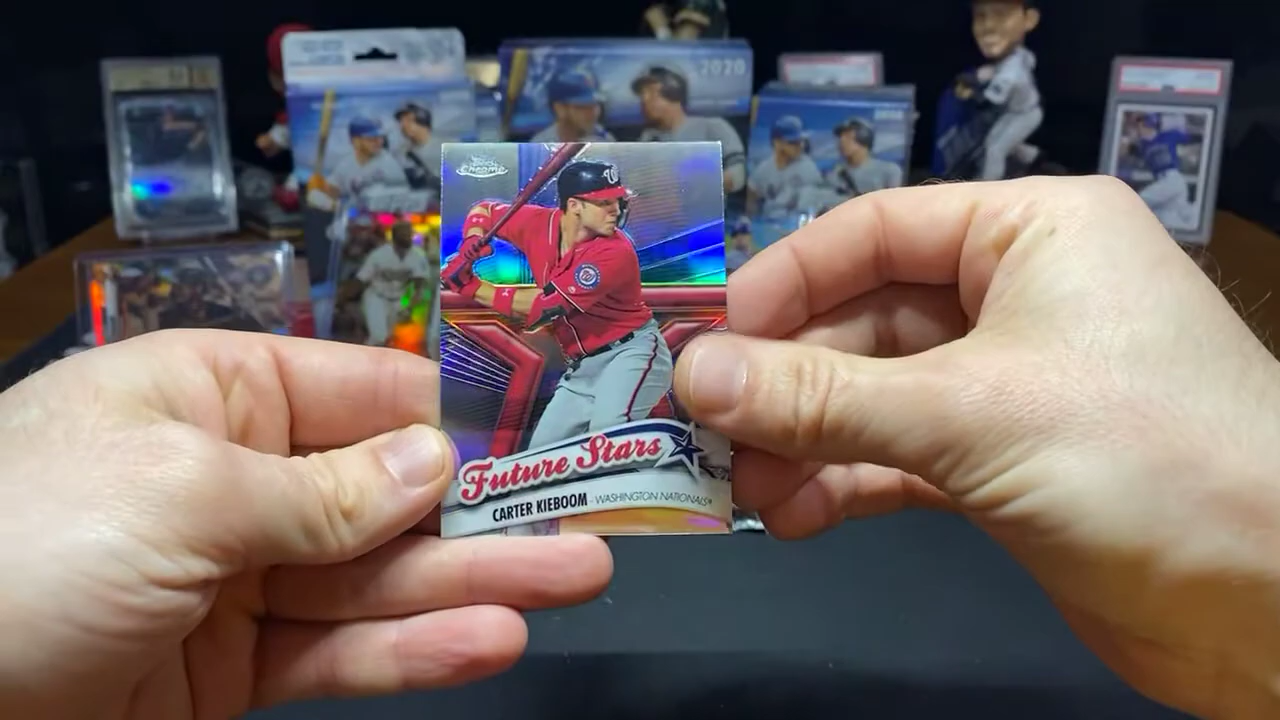 2020
Topps
Chrome
W
Future Stars
CARTER KIEBOOM - WASHINGTON NATIONALS®